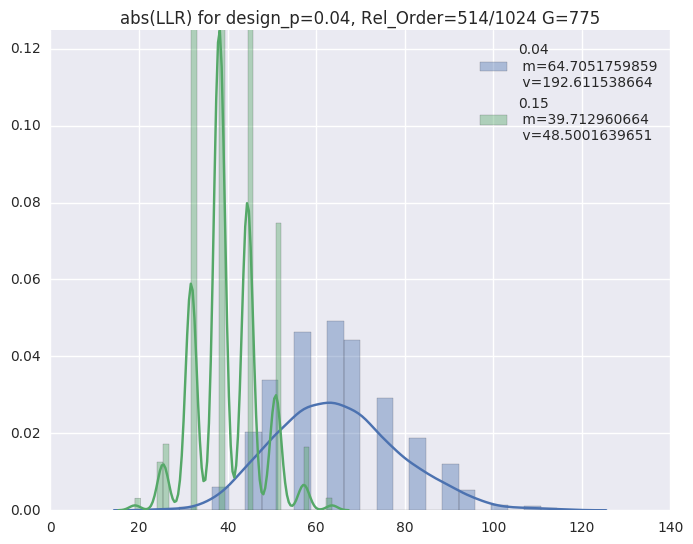 abs(LLR) for design_p=0.04, Rel_Order=514/1024 G=775
0.04
m=64.7051759859
v=192.611538664
0.15
m=39.712960664
v=48.5001639651
0.12
0.10
0.08
0.06
0.04
0.02
0.00
0 20 40 60 80 100 120 140